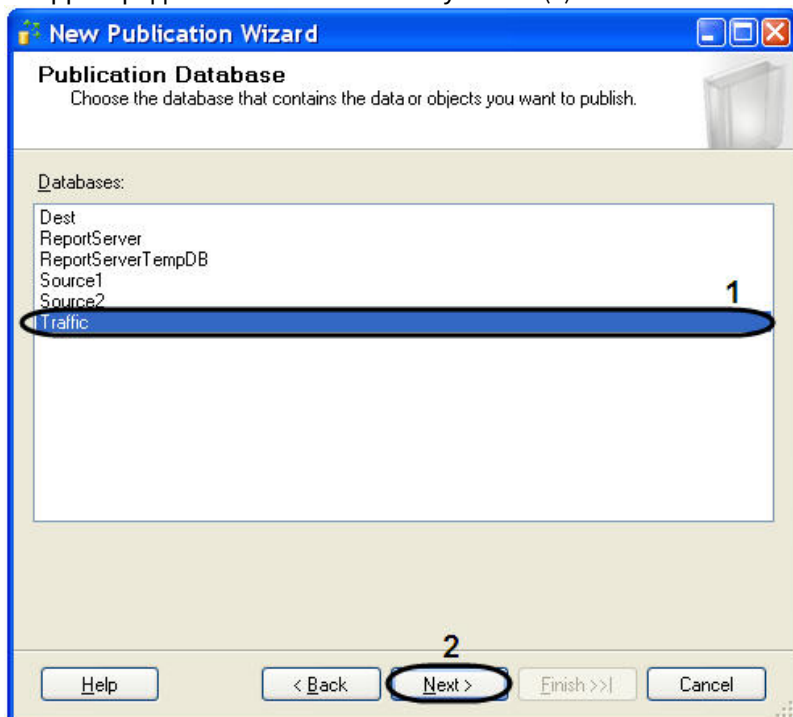 New Publication Wizard
Publication Database
Choose the database that contains the data or objects you want to publish.
Databases:
Dest
ReportServer
ReportServerTempDB
Source1
Source2
1
Traffic
2
Help
< Back
Next >
Finish >>|
Cancel